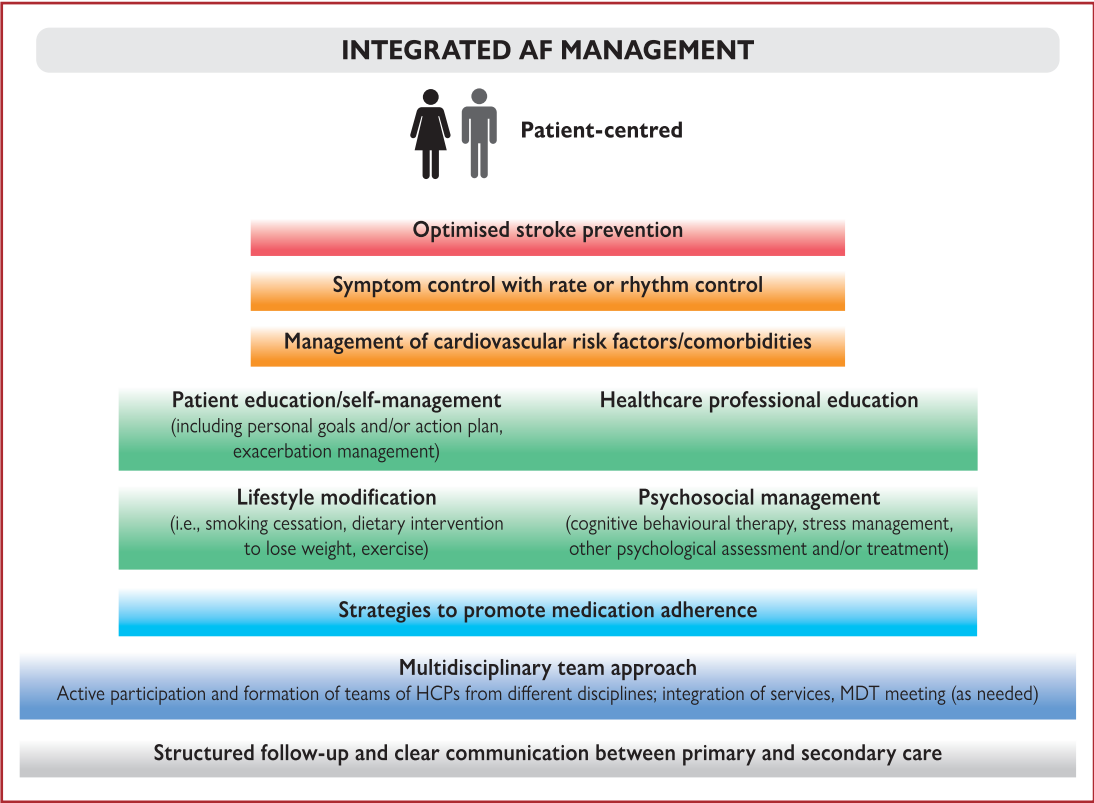 INTEGRATED AF MANAGEMENT
Patient-centred
Optimised stroke prevention
Symptom control with rate or rhythm control
Management of cardiovascular risk factors/comorbidities
Patient education/self-management
(including personal goals and/or action plan,
exacerbation management)
Healthcare professional education
Lifestyle modification
(i.e., smoking cessation, dietary intervention
to lose weight, exercise)
Psychosocial management
(cognitive behavioural therapy, stress management,
other psychological assessment and/or treatment)
Strategies to promote medication adherence
Multidisciplinary team approach
Active participation and formation of teams of HCPs from different disciplines; integration of services, MDT meeting (as needed)
Structured follow-up and clear communication between primary and secondary care